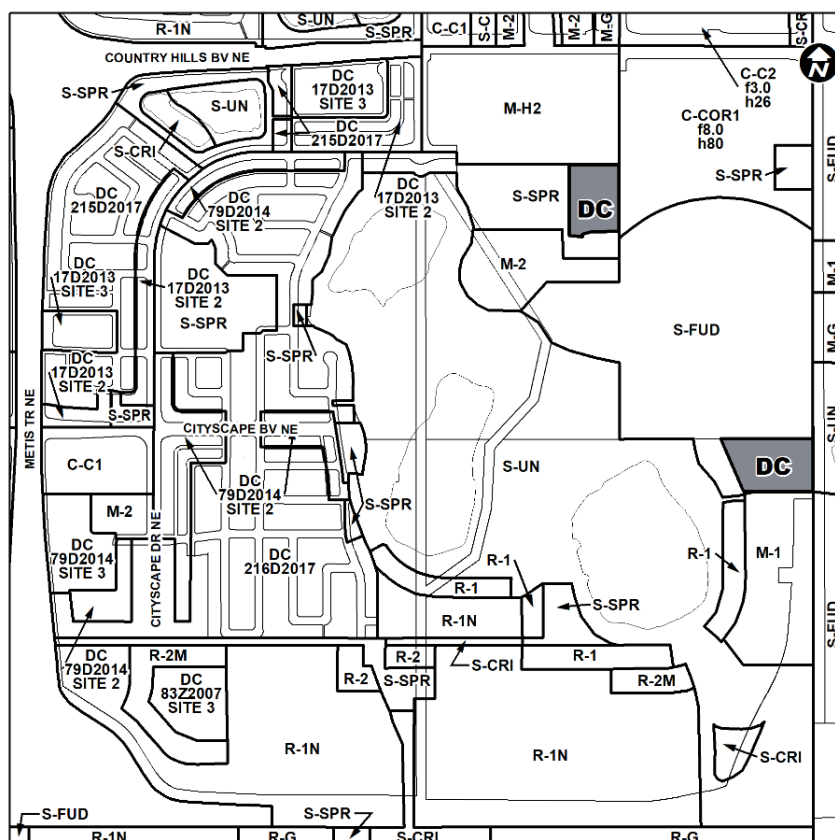 R-1N
S-UN
S-SPR
C-C1
S-C
M-2
M-2
M-G
S-CRI
COUNTRY HILLS BV NE
N
S-SPR
S-UN
DC
17D2013
SITE 3
M-H2
C-C2
f3.0
h26
C-COR1
f8.0
h80
S-FUD
S-CRI
DC
215D2017
S-SPR
DC
215D2017
DC
79D2014
SITE 2
DC
17D2013
SITE 2
S-SPR
DC
M-1
DC
17D2013
SITE 3
DC
17D2013
SITE 2
S-SPR
M-2
M-G
S-FUD
S-SPR
DC
17D2013
SITE 2
S-SPR
METIS TR NE
CITYSCAPE BV NE
S-UN
C-C1
S-UN
DC
DC
79D2014
SITE 2
S-SPR
M-2
DC
79D2014
SITE 3
CITYSCAPE DR NE
DC
216D2017
R-1
R-1
M-1
R-1
S-SPR
R-1N
S-FUD
DC
79D2014
SITE 2
R-2M
R-2
S-CRI
R-1
DC
83Z2007
SITE 3
R-2
S-SPR
R-2M
R-1N
R-1N
S-CRI
S-FUD
S-SPR
R-1N
R-G
S-CRI
R-G